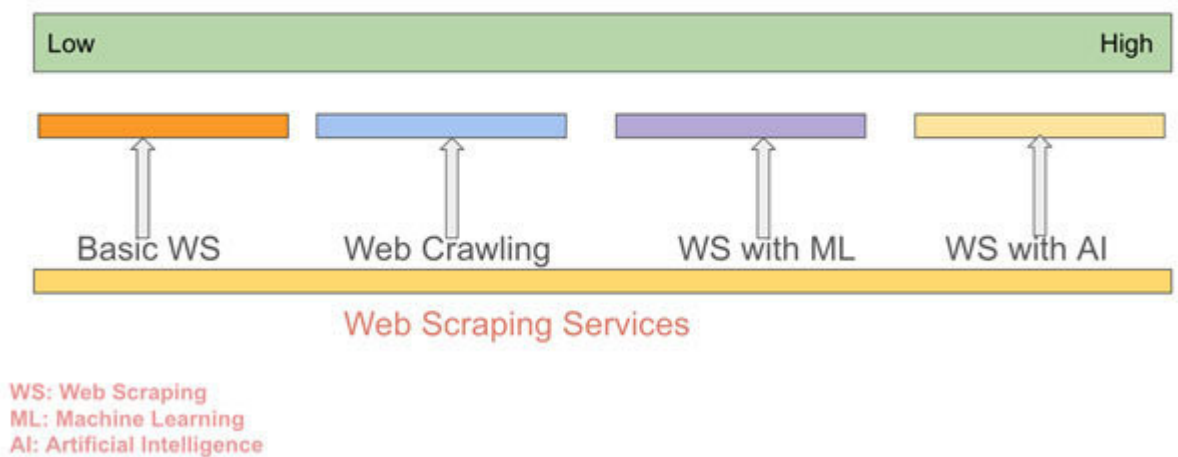 Low High
Basic WS Web Crawling WS with ML WS with AI
Web Scraping Services
WS: Web Scraping
ML: Machine Learning
AI: Artificial Intelligence